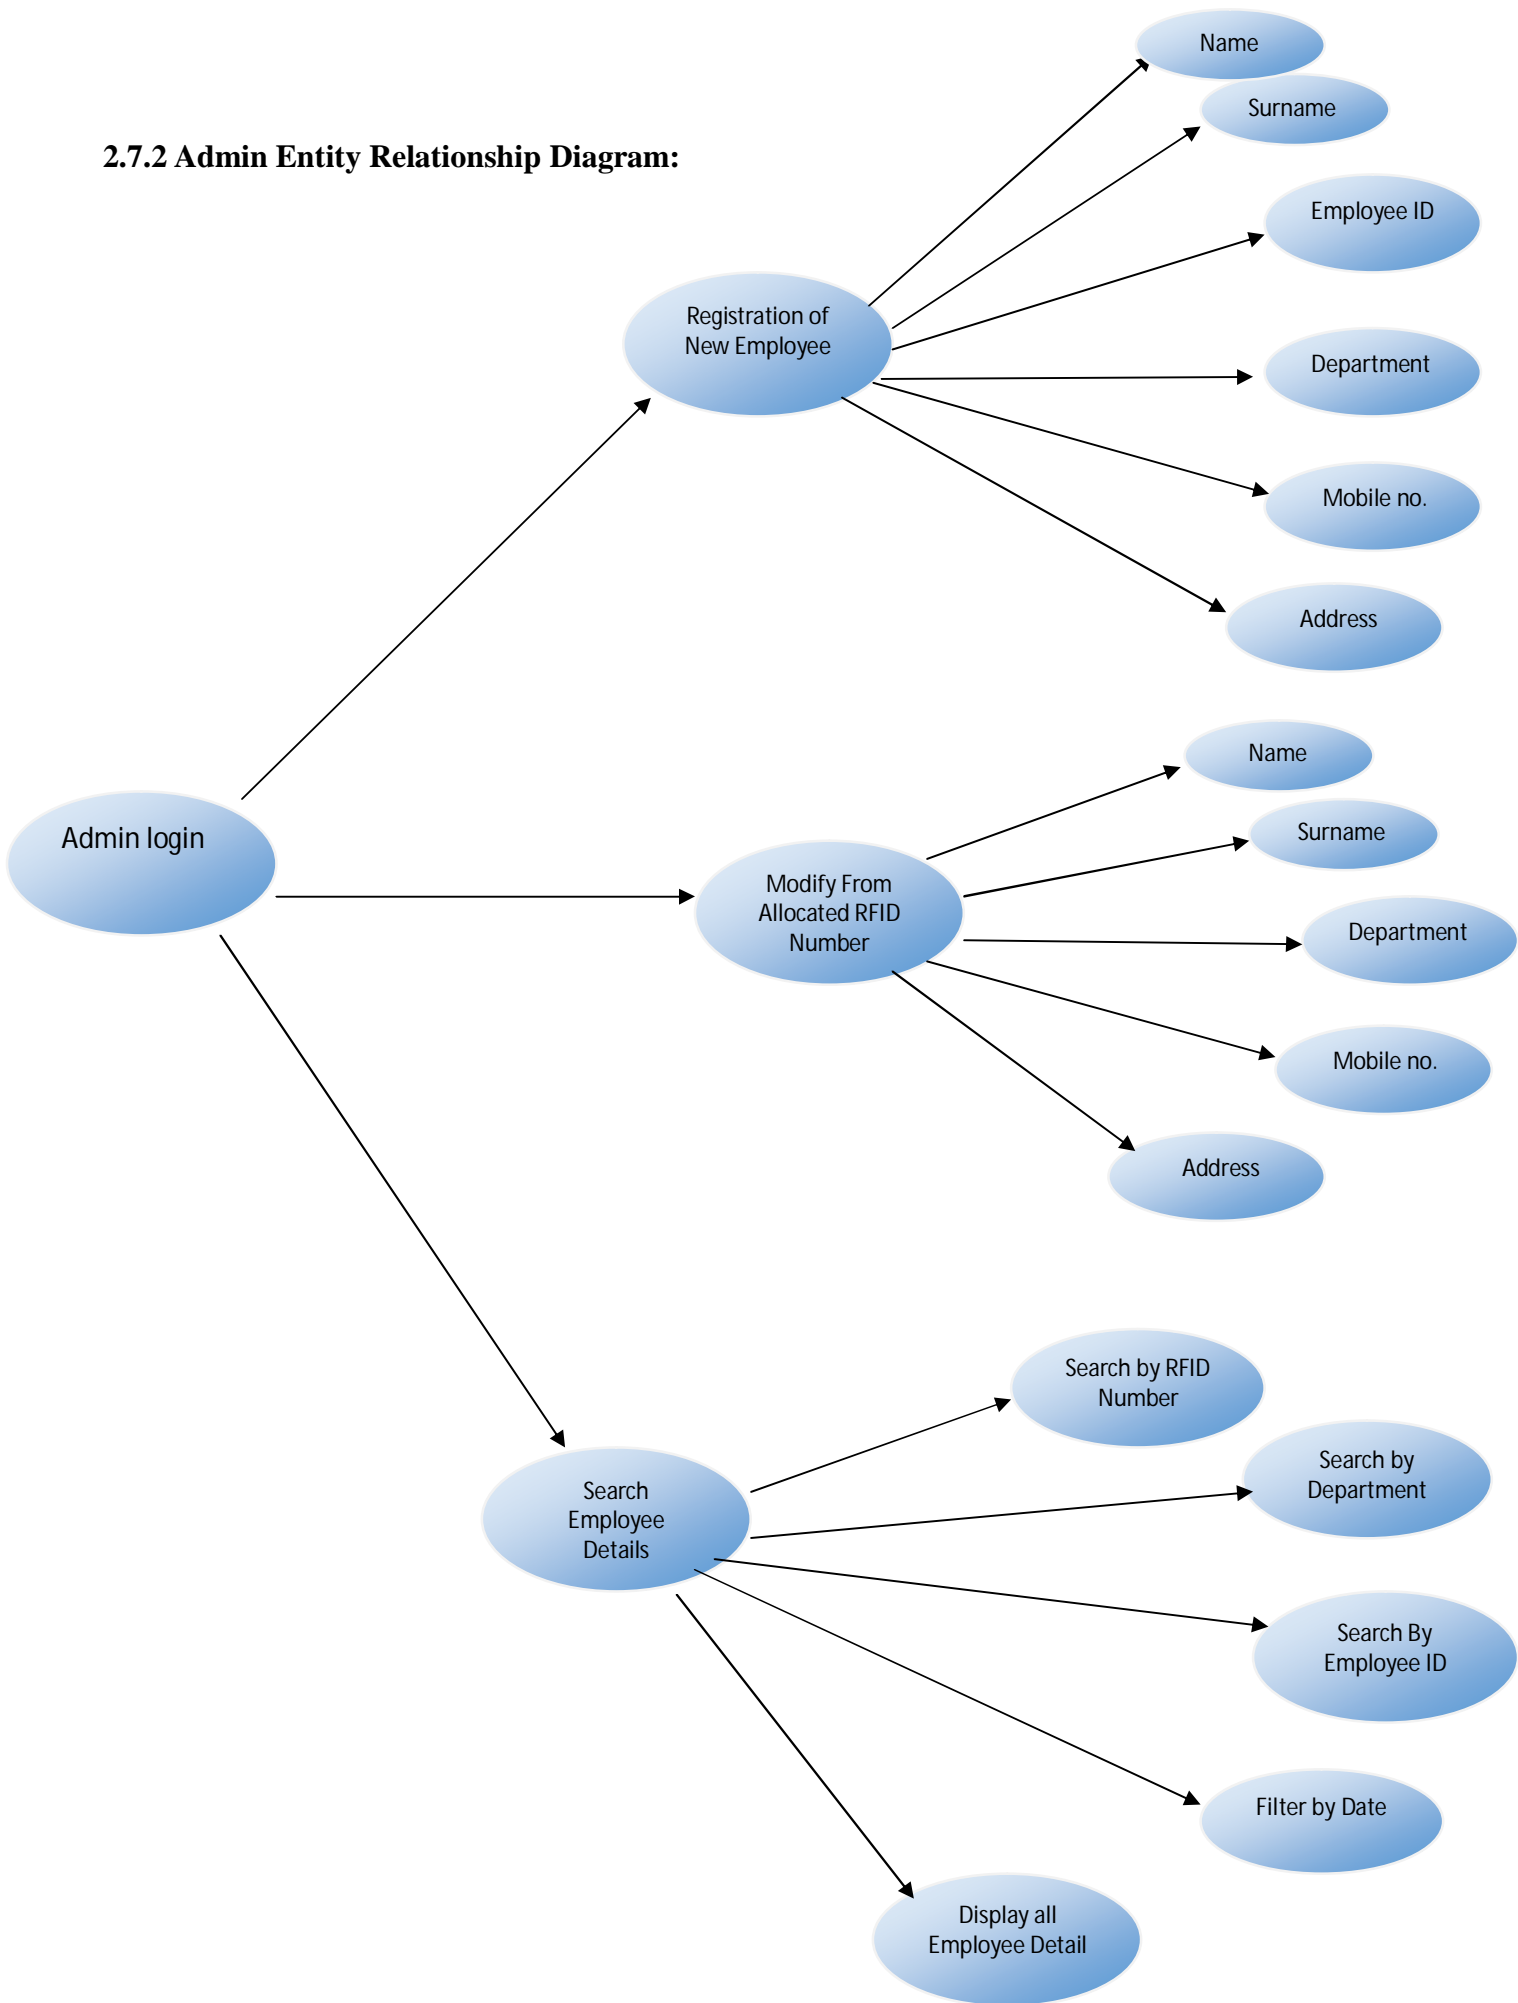 2.7.2 Admin Entity Relationship Diagram:
Name
Surname
Employee ID
Registration of
New Employee
Department
Mobile no.
Address
Admin login
Modify From
Allocated RFID
Number
Name
Surname
Department
Mobile no.
Address
Search
Employee
Details
Search by RFID
Number
Search by
Department
Search By
Employee ID
Filter by Date
Display all
Employee Detail